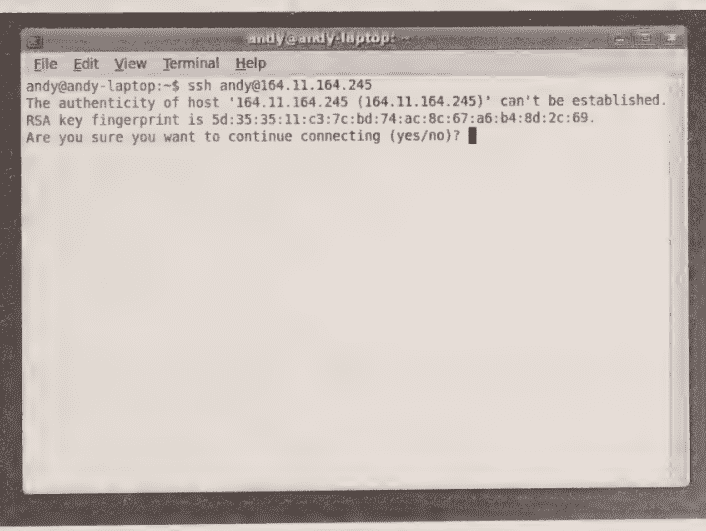 andy@andy-laptop: ~
File Edit View Terminal Help
andy@andy-laptop:~$ ssh andy@164.11.164.245
The authenticity of host '164.11.164.245 (164.11.164.245)' can't be established.
RSA key fingerprint is 5d:35:35:11:c3:7c:bd:74:ac:8c:67:a6:b4:8d:2c:69.
Are you sure you want to continue connecting (yes/no)?